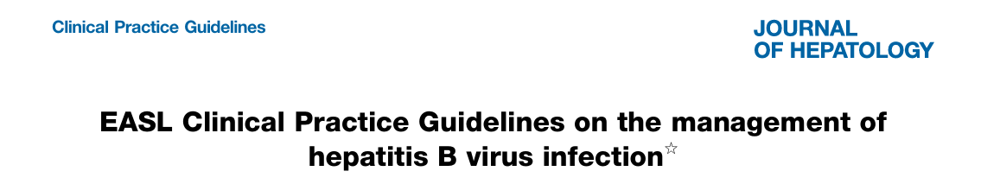 Clinical Practice Guidelines
JOURNAL
OF HEPATOLOGY
EASL Clinical Practice Guidelines on the management of
hepatitis B virus infection☆